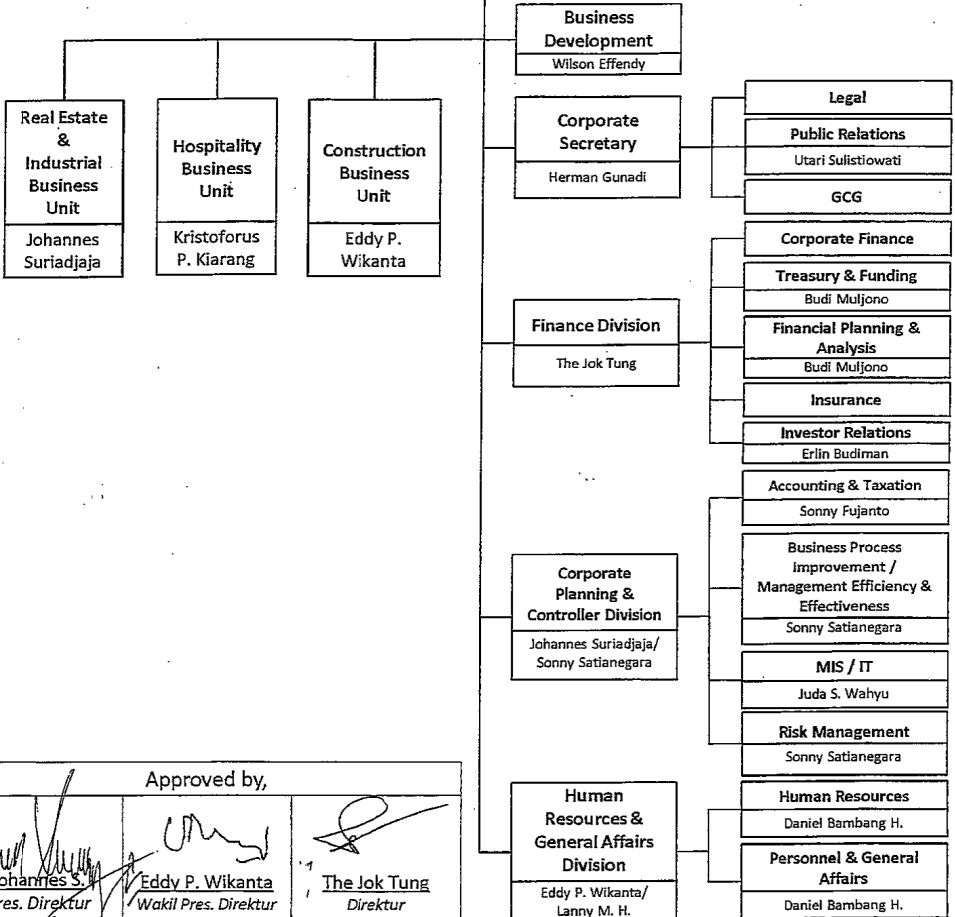 Business
Development
Wilson Effendy
Real Estate
&
Industrial
Business
Unit
Johannes
Suriadjaja
Hospitality
Business
Unit
Kristoforus
P. Kiarang
Construction
Business
Unit
Eddy P.
Wikanta
Corporate
Secretary
Herman Gunadi
Legal
Public Relations
Utari Sulistiowati
GCG
Finance Division
The Jok Tung
Corporate Finance
Treasury & Funding
Budi Muljono
Financial Planning &
Analysis
Budi Muljono
Insurance
Investor Relations
Erlin Budiman
Corporate
Planning &
Controller Division
Johannes Suriadjaja/
Sonny Satianegara
Accounting & Taxation
Sonny Fujanto
Business Process
Improvement /
Management Efficiency &
Effectiveness
Sonny Satianegara
MIS / IT
Juda S. Wahyu
Risk Management
Sonny Satianegara
Human
Resources &
General Affairs
Division
Eddy P. Wikanta/
Lanny M. H.
Human Resources
Daniel Bambang H.
Personnel & General
Affairs
Daniel Bambang H.
Approved by,
ohannes S.
res. Direktur
Eddy P. Wikanta
Wakil Pres. Direktur
The Jok Tung
Direktur